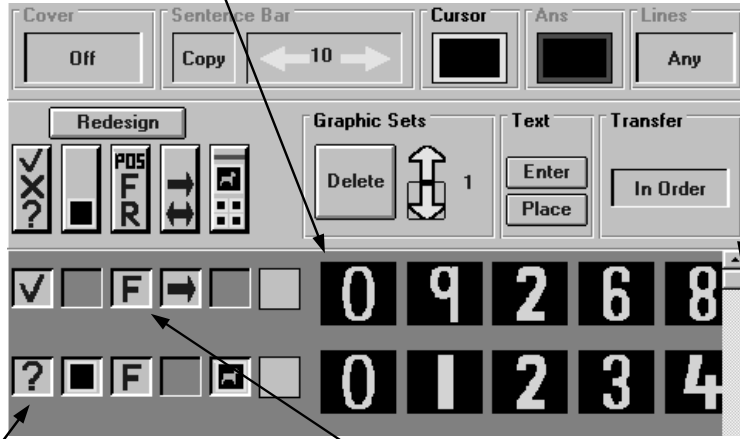 Cover Sentence Bar Cursor Ans Lines
Off Copy 10 Any
Redesign Graphic Sets Text Transfer
✓ X ? POS F R Delete 1 Enter Place In Order
✓ F 0 9 2 6 8
? F 0 1 2 3 4